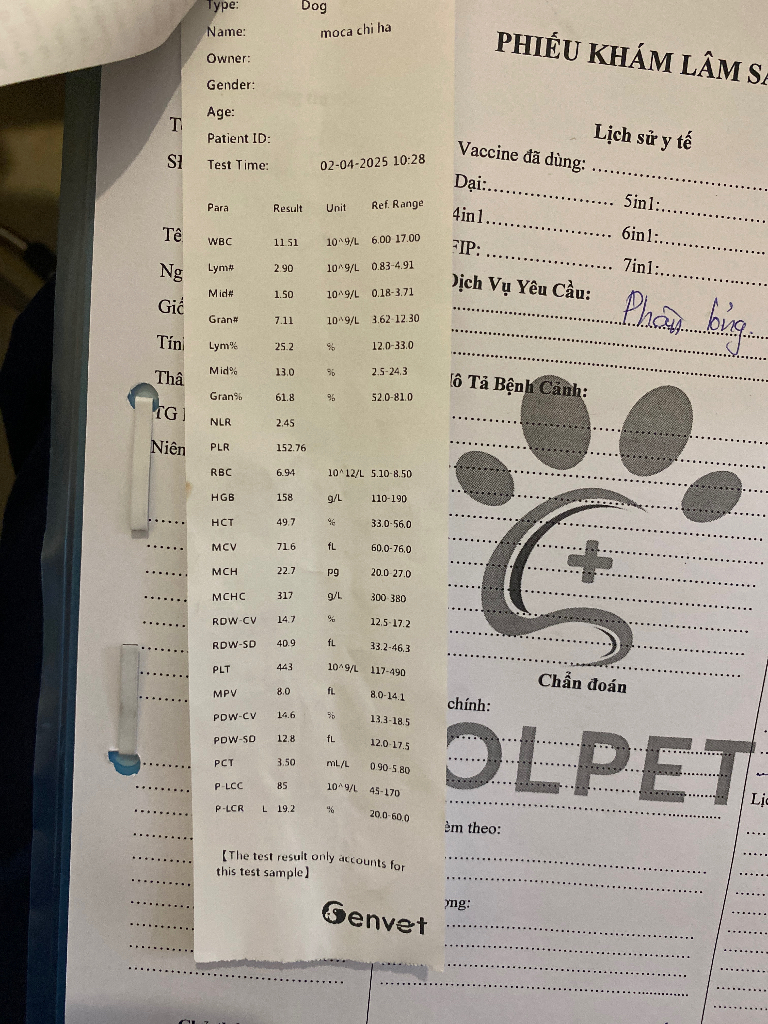 Type: Dog
Name: moca chi ha
Owner:
Gender:
Age:
Patient ID:
Test Time: 02-04-2025 10:28
Para Result Unit Ref. Range
WBC 11.51 10^9/L 6.00-17.00
Lym# 2.90 10^9/L 0.83-4.91
Mid# 1.50 10^9/L 0.18-3.71
Gran# 7.11 10^9/L 3.62-12.30
Lym% 25.2 % 12.0-33.0
Mid% 13.0 % 2.5-24.3
Gran% 61.8 % 52.0-81.0
NLR 2.45
PLR 152.76
RBC 6.94 10^12/L 5.10-8.50
HGB 158 g/L 110-190
HCT 49.7 % 33.0-56.0
MCV 71.6 fL 60.0-76.0
MCH 22.7 pg 20.0-27.0
MCHC 317 g/L 300-380
RDW-CV 14.7 % 12.5-17.2
RDW-SD 40.9 fL 33.2-46.3
PLT 443 10^9/L 117-490
MPV 8.0 fL 8.0-14.1
PDW-CV 14.6 % 13.3-18.5
PDW-SD 12.8 fL 12.0-17.5
PCT 3.50 mL/L 0.90-5.80
P-LCC 85 10^9/L 45-170
P-LCR L 19.2 % 20.0-60.0
【The test result only accounts for
this test sample】
Genvet
PHIẾU KHÁM LÂM
Lịch sử y tế
Vaccine đã dùng:
Dại: 5in1:
4in1 6in1:
FIP: 7in1:
Dịch Vụ Yêu Cầu:
Phân lỏng
Mô Tả Bệnh Cảnh:
Chẩn đoán
chính:
OLPET
theo:
Tê
Ng
Giố
Tín
Thâ
TG
Niên